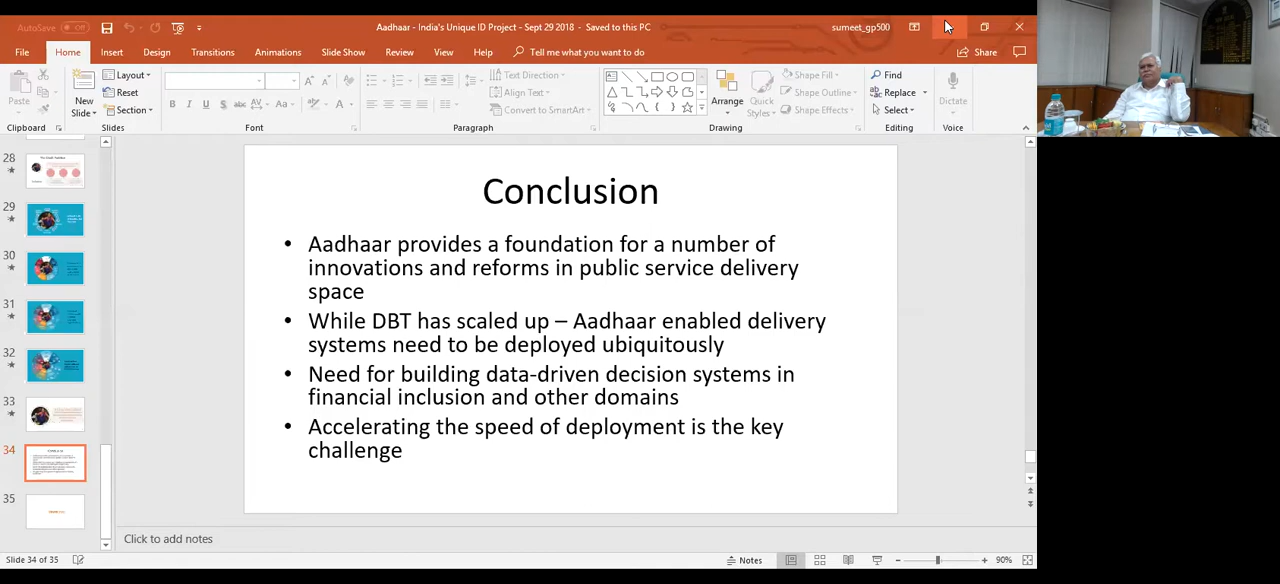 AutoSave Off
Aadhaar - India's Unique ID Project - Sept 29 2018 - Saved to this PC
sumeet_gp500
File Home Insert Design Transitions Animations Slide Show Review View Help Tell me what you want to do
Share
Paste
New
Slide
Layout
Reset
Section
Text Direction
Align Text
Convert to SmartArt
Arrange
Quick
Styles
Shape Fill
Shape Outline
Shape Effects
Find
Replace
Select
Dictate
Clipboard Slides Font Paragraph Drawing Editing Voice
28
29
30
31
32
33
34
35
Conclusion
• Aadhaar provides a foundation for a number of
innovations and reforms in public service delivery
space
• While DBT has scaled up – Aadhaar enabled delivery
systems need to be deployed ubiquitously
• Need for building data-driven decision systems in
financial inclusion and other domains
• Accelerating the speed of deployment is the key
challenge
Click to add notes
Slide 34 of 35
Notes
90%